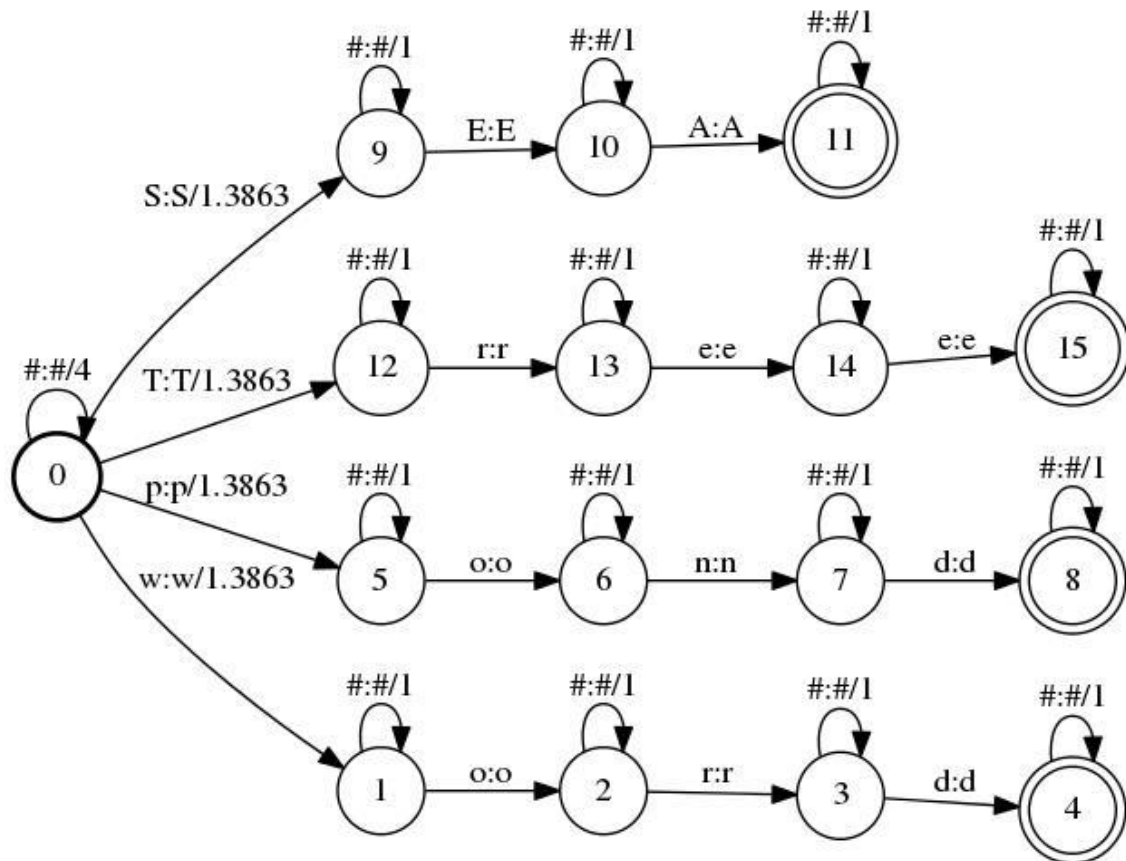 #:#/1 #:#/1 #:#/1
9 E:E 10 A:A 11
S:S/1.3863
#:#/1 #:#/1 #:#/1 #:#/1
12 r:r 13 e:e 14 e:e 15
#:#/4 T:T/1.3863
0
#:#/1 #:#/1 #:#/1 #:#/1
p:p/1.3863
5 o:o 6 n:n 7 d:d 8
w:w/1.3863
#:#/1 #:#/1 #:#/1 #:#/1
1 o:o 2 r:r 3 d:d 4